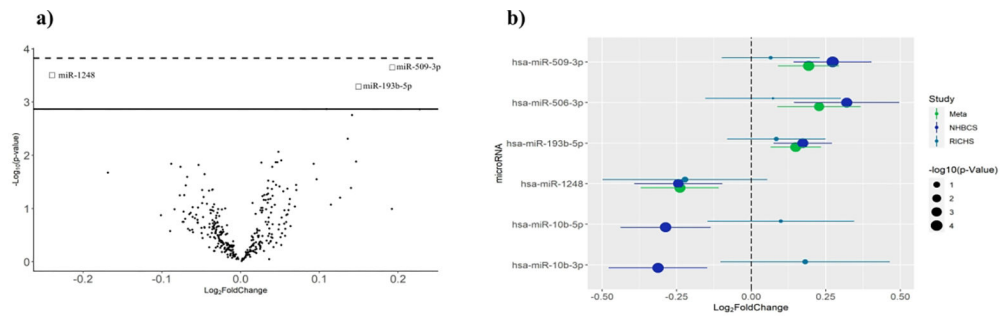 a)
4
3
2
1
0
-Log10(p-value)
miR-1248
miR-509-3p
miR-193b-5p
-0.2
-0.1
0.0
0.1
0.2
Log2FoldChange
b)
microRNA
hsa-miR-509-3p
hsa-miR-506-3p
hsa-miR-193b-5p
hsa-miR-1248
hsa-miR-10b-5p
hsa-miR-10b-3p
-0.50
-0.25
0.00
0.25
0.50
Log2FoldChange
Study
Meta
NHBCS
RICHS
-log10(p-Value)
1
2
3
4